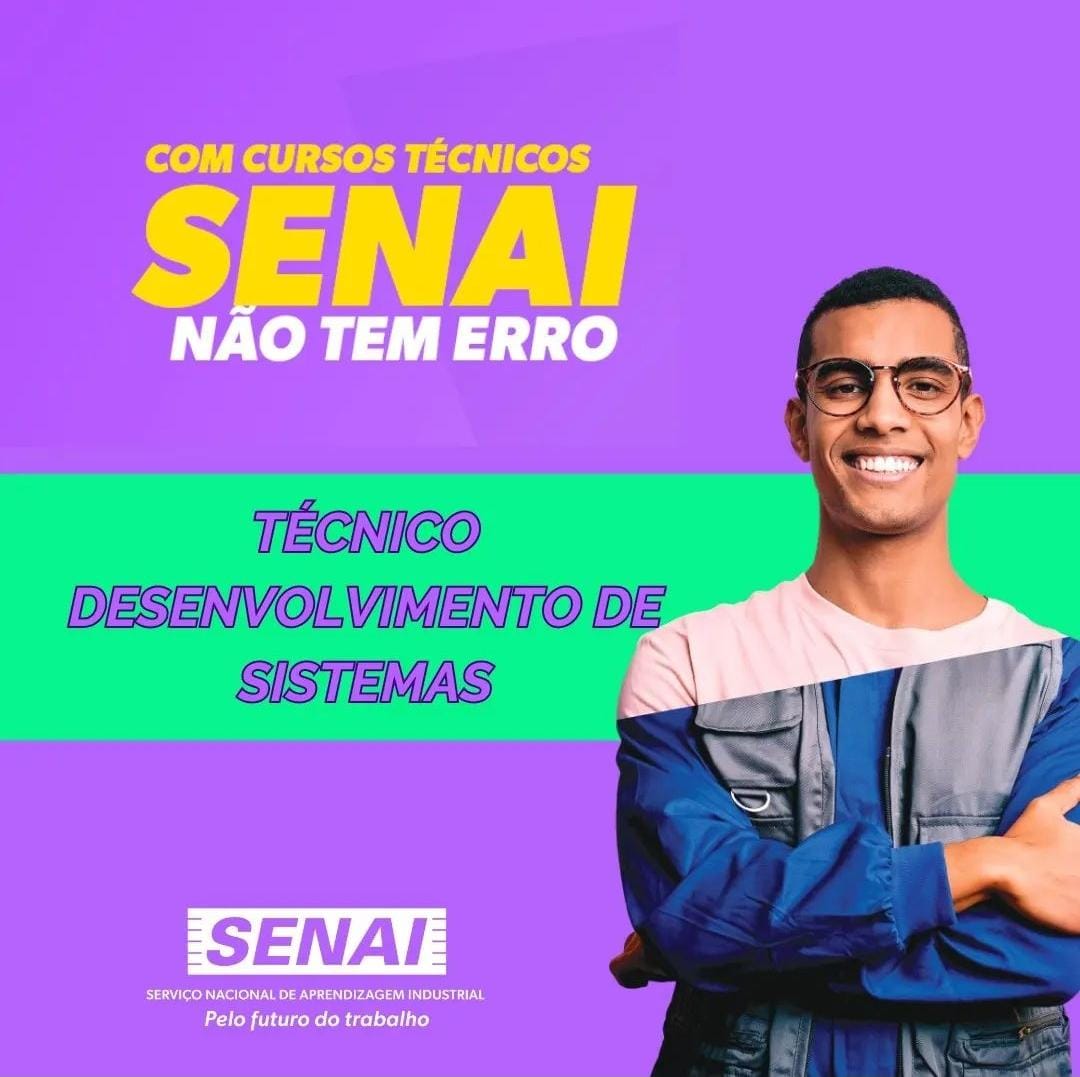 COM CURSOS TÉCNICOS
SENAI
NÃO TEM ERRO
TÉCNICO
DESENVOLVIMENTO DE
SISTEMAS
SENAI
SERVIÇO NACIONAL DE APRENDIZAGEM INDUSTRIAL
Pelo futuro do trabalho